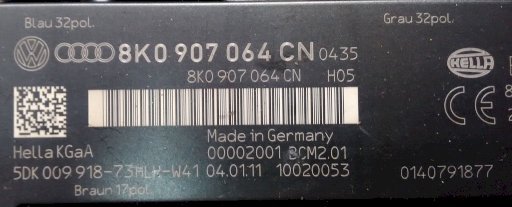 Blau 32pol.
Grau 32pol.
8K0 907 064 CN 0435
8K0 907 064 CN H05
HELLA
CE
Made in Germany
Hella KGaA
00002001 BCM2.01
5DK 009 918-73 W41 04.01.11 10020053
0140791877
Braun 17pol.